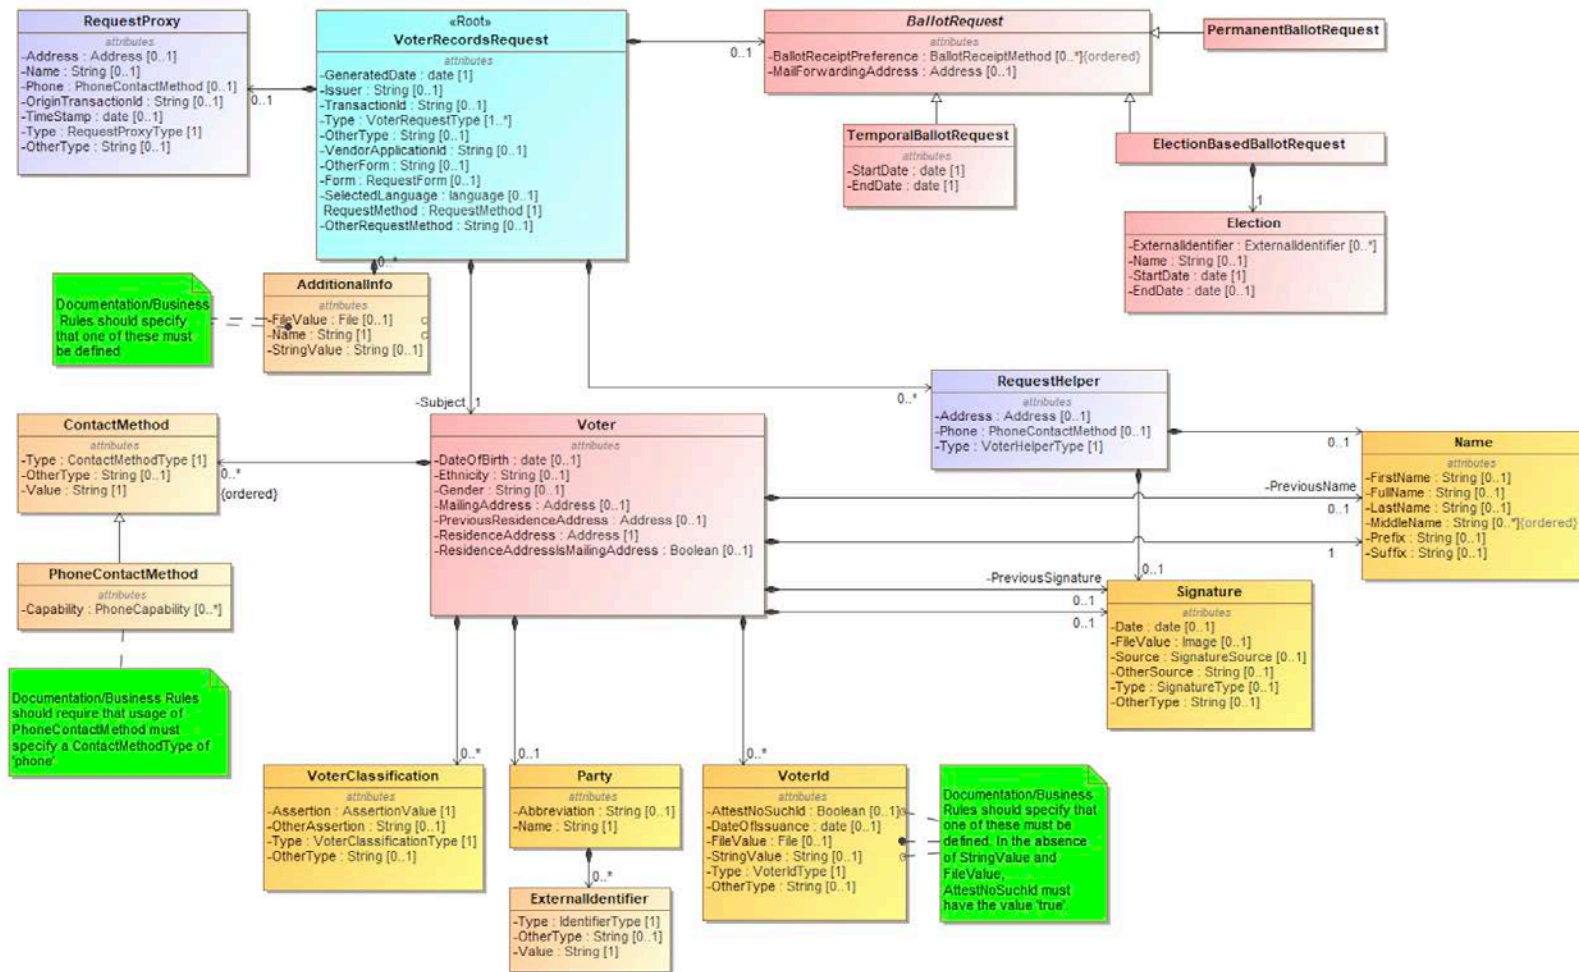 RequestProxy
attributes
-Address : Address [0..1]
-Name : String [0..1]
-Phone : PhoneContactMethod [0..1]
-OriginTransactionId : String [0..1]
-TimeStamp : date [0..1]
-Type : RequestProxyType [1]
-OtherType : String [0..1]
0..1
«Root»
VoterRecordsRequest
attributes
-GeneratedDate : date [1]
-Issuer : String [0..1]
-TransactionId : String [0..1]
-Type : VoterRequestType [1..*]
-OtherType : String [0..1]
-VendorApplicationId : String [0..1]
-OtherForm : String [0..1]
-Form : RequestForm [0..1]
-SelectedLanguage : language [0..1]
RequestMethod : RequestMethod [1]
-OtherRequestMethod : String [0..1]
0..1
BallotRequest
attributes
-BallotReceiptPreference : BallotReceiptMethod [0..*]{ordered}
-MailForwardingAddress : Address [0..1]
PermanentBallotRequest
TemporalBallotRequest
attributes
-StartDate : date [1]
-EndDate : date [1]
ElectionBasedBallotRequest
1
Election
attributes
-ExternalIdentifier : ExternalIdentifier [0..*]
-Name : String [0..1]
-StartDate : date [1]
-EndDate : date [0..1]
Documentation/Business
Rules should specify
that one of these must
be defined
0..*
AdditionalInfo
attributes
-FileValue : File [0..1]
-Name : String [1]
-StringValue : String [0..1]
-Subject
1
0..*
RequestHelper
attributes
-Address : Address [0..1]
-Phone : PhoneContactMethod [0..1]
-Type : VoterHelperType [1]
0..1
ContactMethod
attributes
-Type : ContactMethodType [1]
-OtherType : String [0..1]
-Value : String [1]
0..*
{ordered}
Voter
attributes
-DateOfBirth : date [0..1]
-Ethnicity : String [0..1]
-Gender : String [0..1]
-MailingAddress : Address [0..1]
-PreviousResidenceAddress : Address [0..1]
-ResidenceAddress : Address [1]
-ResidenceAddressIsMailingAddress : Boolean [0..1]
-PreviousName
0..1
1
Name
attributes
-FirstName : String [0..1]
-FullName : String [0..1]
-LastName : String [0..1]
-MiddleName : String [0..*]{ordered}
-Prefix : String [0..1]
-Suffix : String [0..1]
PhoneContactMethod
attributes
-Capability : PhoneCapability [0..*]
-PreviousSignature
0..1
0..1
0..1
Signature
attributes
-Date : date [0..1]
-FileValue : Image [0..1]
-Source : SignatureSource [0..1]
-OtherSource : String [0..1]
-Type : SignatureType [0..1]
-OtherType : String [0..1]
Documentation/Business Rules
should require that usage of
PhoneContactMethod must
specify a ContactMethodType of
'phone'
0..*
0..1
0..*
VoterClassification
attributes
-Assertion : AssertionValue [1]
-OtherAssertion : String [0..1]
-Type : VoterClassificationType [1]
-OtherType : String [0..1]
Party
attributes
-Abbreviation : String [0..1]
-Name : String [1]
0..*
ExternalIdentifier
attributes
-Type : IdentifierType [1]
-OtherType : String [0..1]
-Value : String [1]
VoterId
attributes
-AttestNoSuchId : Boolean [0..1]
-DateOfIssuance : date [0..1]
-FileValue : File [0..1]
-StringValue : String [0..1]
-Type : VoterIdType [1]
-OtherType : String [0..1]
Documentation/Business
Rules should specify that
one of these must be
defined. In the absence
of StringValue and
FileValue,
AttestNoSuchId must
have the value 'true'.